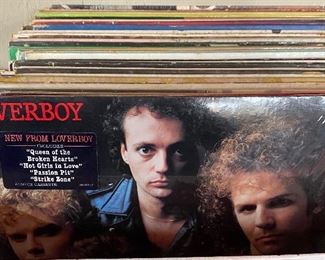 VERBOY
NEW FROM LOVERBOY
INCLUDES
"Queen of the
Broken Hearts"
"Hot Girls in Love"
"Passion Pit"
"Strike Zone"